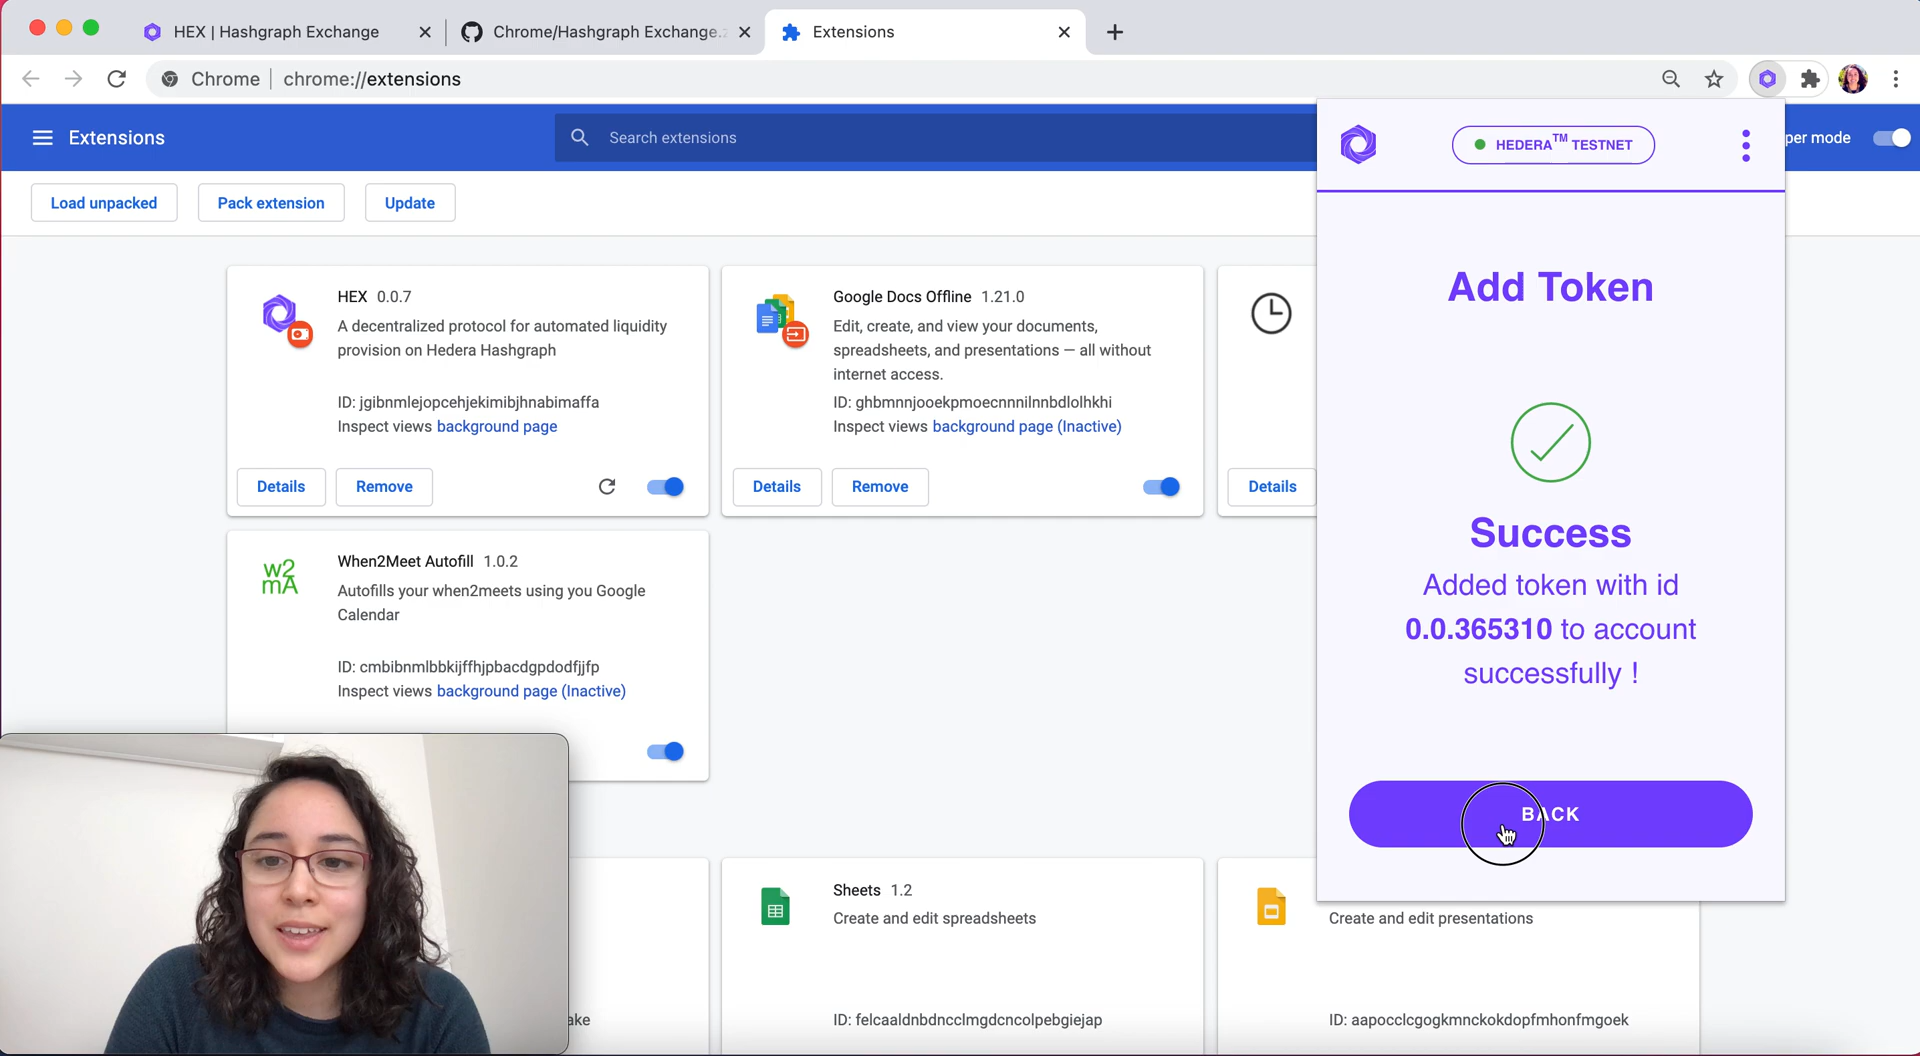 HEX | Hashgraph Exchange
Chrome/Hashgraph Exchange.z
Extensions
Chrome
chrome://extensions
Extensions
Search extensions
per mode
Load unpacked
Pack extension
Update
HEX 0.0.7
A decentralized protocol for automated liquidity
provision on Hedera Hashgraph
ID: jgibnmlejopcehjekimibjhnabimaffa
Inspect views background page
Details
Remove
Google Docs Offline 1.21.0
Edit, create, and view your documents,
spreadsheets, and presentations — all without
internet access.
ID: ghbmnnjooekpmoecnnnilnnbdlolhkhi
Inspect views background page (Inactive)
Details
Remove
Details
w2
mA
When2Meet Autofill 1.0.2
Autofills your when2meets using you Google
Calendar
ID: cmbibnmlbbkijffhjpbacdgpdodfjjfp
Inspect views background page (Inactive)
ake
Sheets 1.2
Create and edit spreadsheets
ID: felcaaldnbdncclmgdcncolpebgiejap
Create and edit presentations
ID: aapocclcgogkmnckokdopfmhonfmgoek
HEDERA™ TESTNET
Add Token
Success
Added token with id
0.0.365310 to account
successfully !
BACK